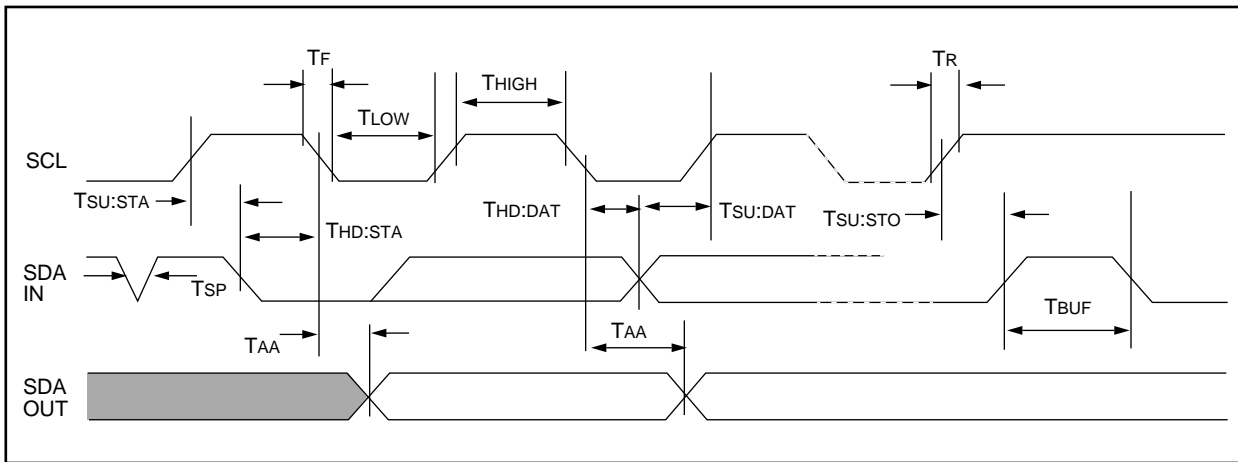 TF
TR
THIGH
TLOW
SCL
TSU:STA
THD:DAT
TSU:DAT
TSU:STO
THD:STA
SDA
IN
TSP
TBUF
TAA
TAA
SDA
OUT